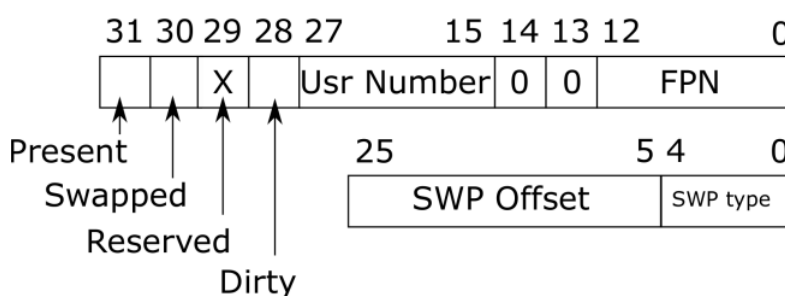 31 30 29 28 27 15 14 13 12 0
X Usr Number 0 0 FPN
Present 25 5 4 0
Swapped SWP Offset SWP type
Reserved
Dirty